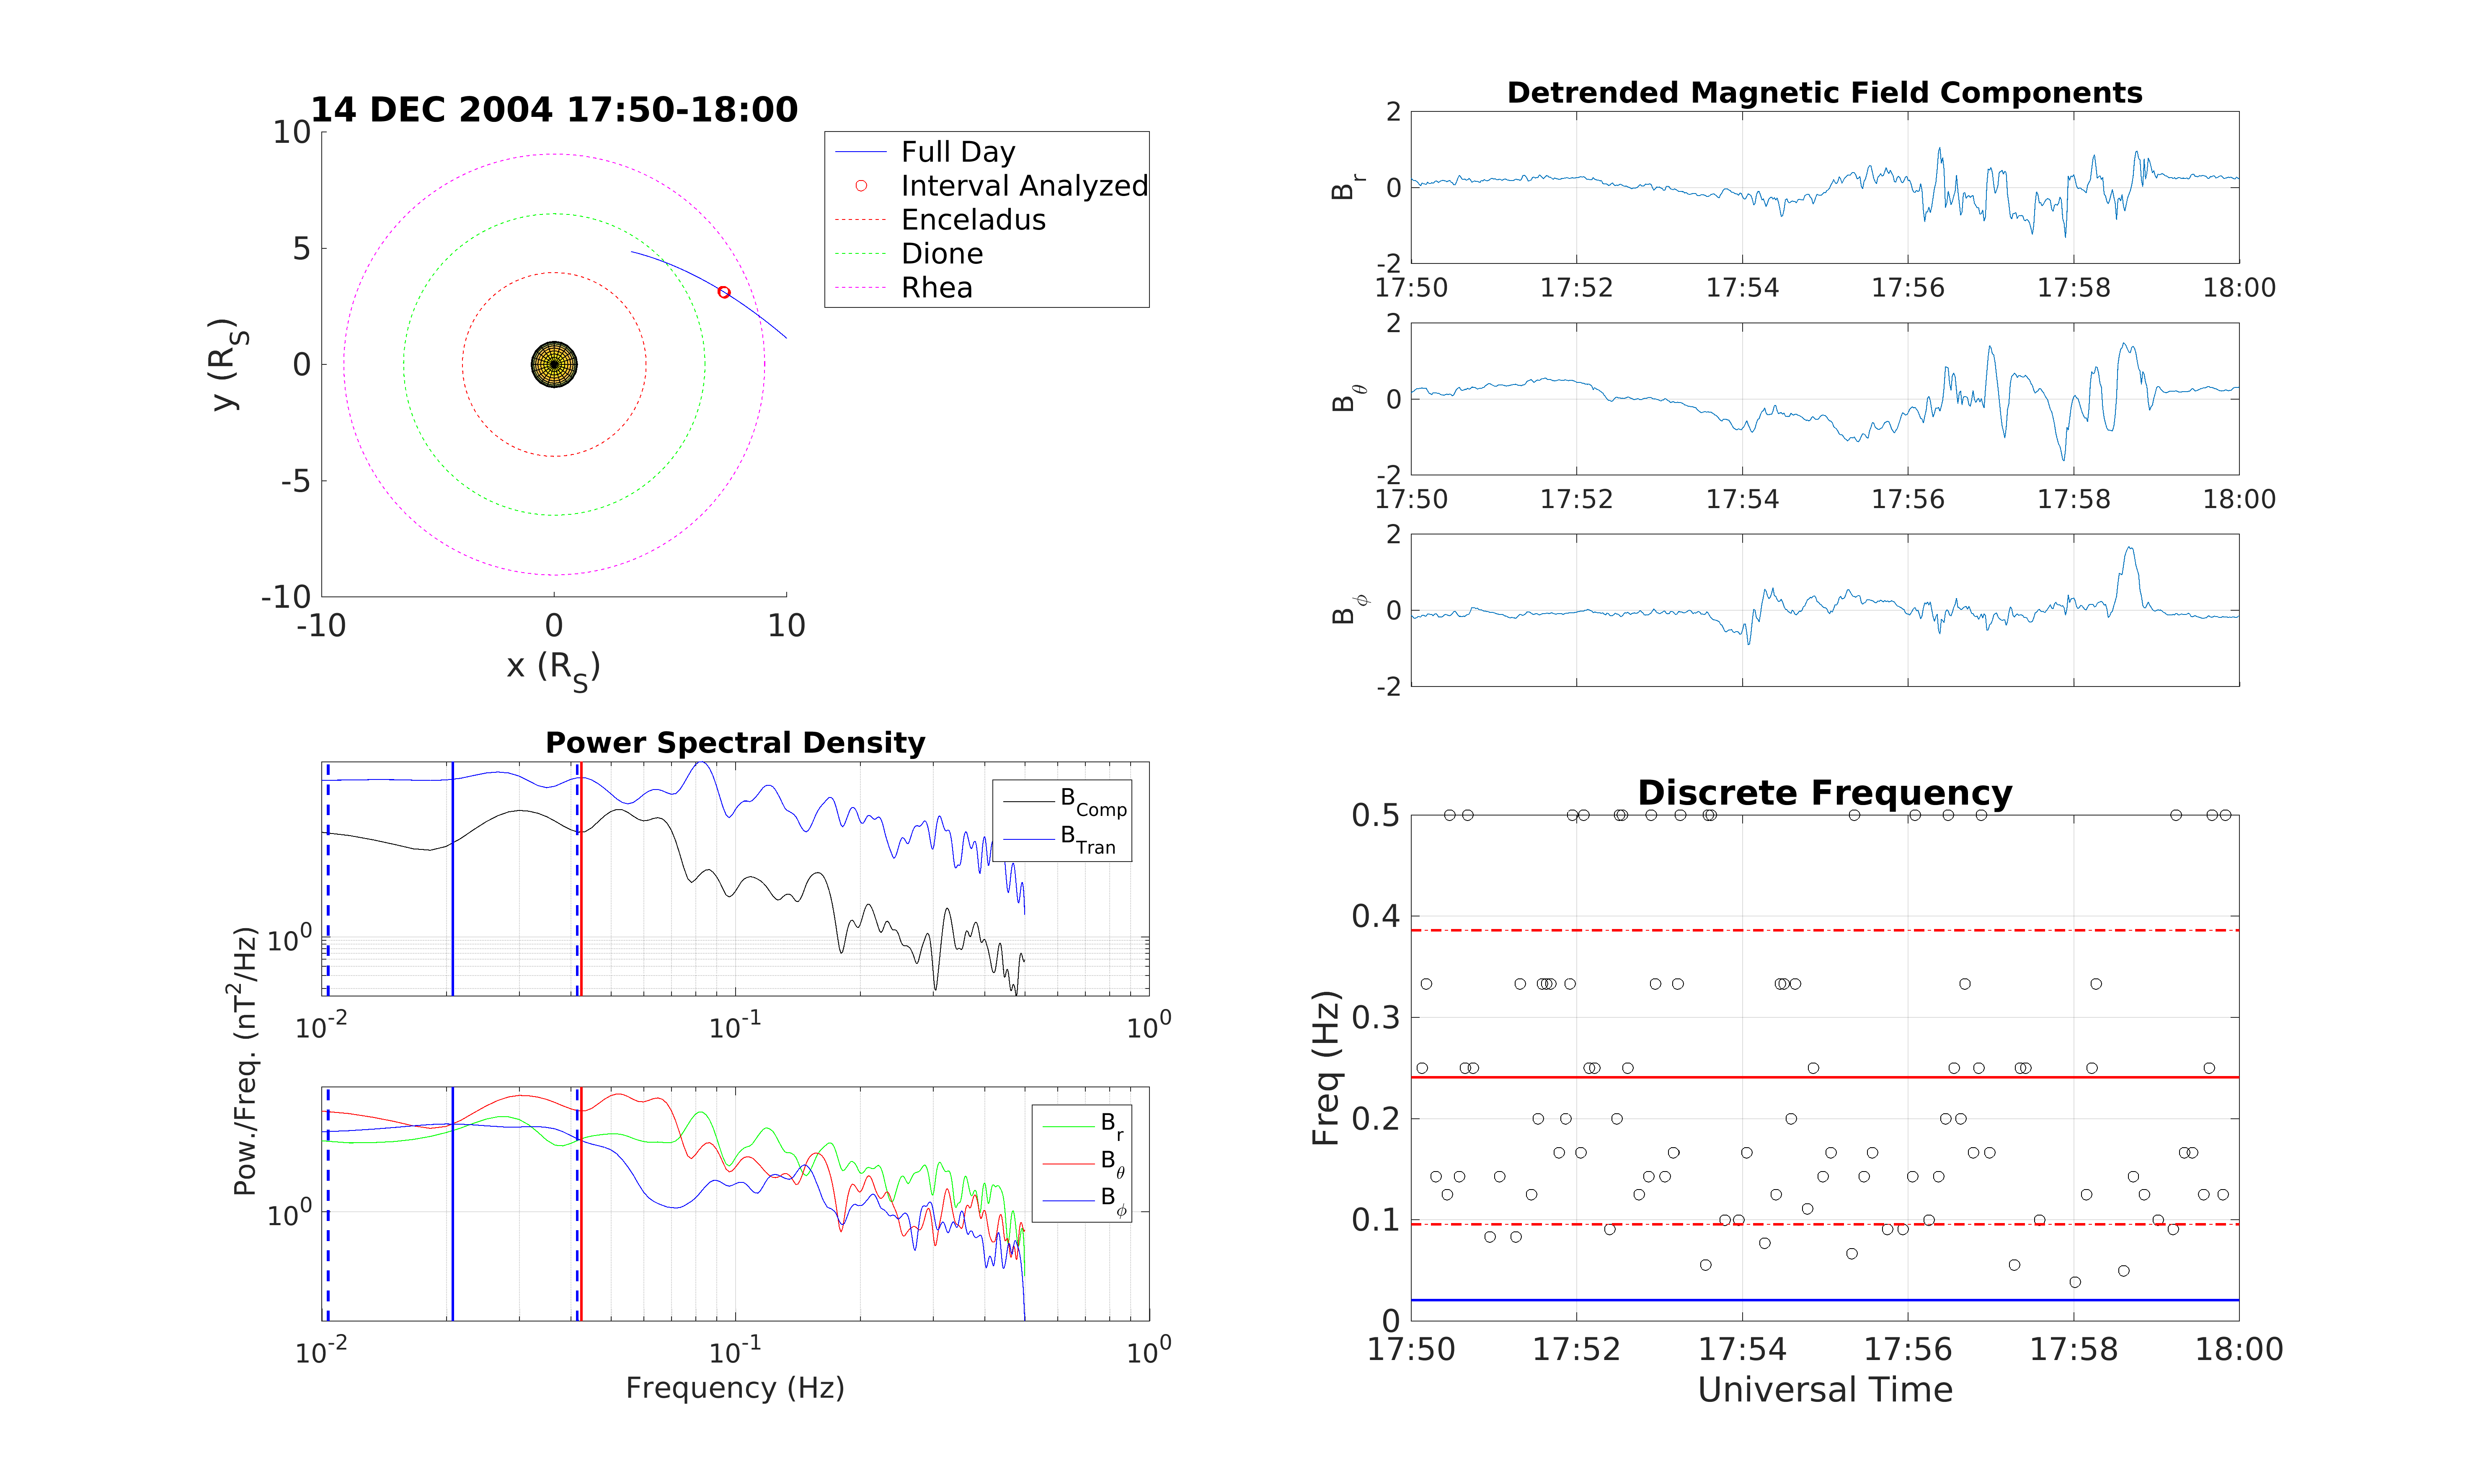 14 DEC 2004 17:50-18:00
10
5
0
-5
-10
-10 0 10
y (R_S)
x (R_S)
Full Day
Interval Analyzed
Enceladus
Dione
Rhea
Detrended Magnetic Field Components
2
0
-2
B_r
17:50 17:52 17:54 17:56 17:58 18:00
2
0
-2
B_θ
17:50 17:52 17:54 17:56 17:58 18:00
2
0
-2
B_ϕ
Power Spectral Density
10^0
B_Comp
B_Tran
10^-2 10^-1 10^0
Pow./Freq. (nT^2/Hz)
10^0
B_r
B_θ
B_ϕ
10^-2 10^-1 10^0
Frequency (Hz)
Discrete Frequency
0.5
0.4
0.3
0.2
0.1
0
Freq (Hz)
17:50 17:52 17:54 17:56 17:58 18:00
Universal Time